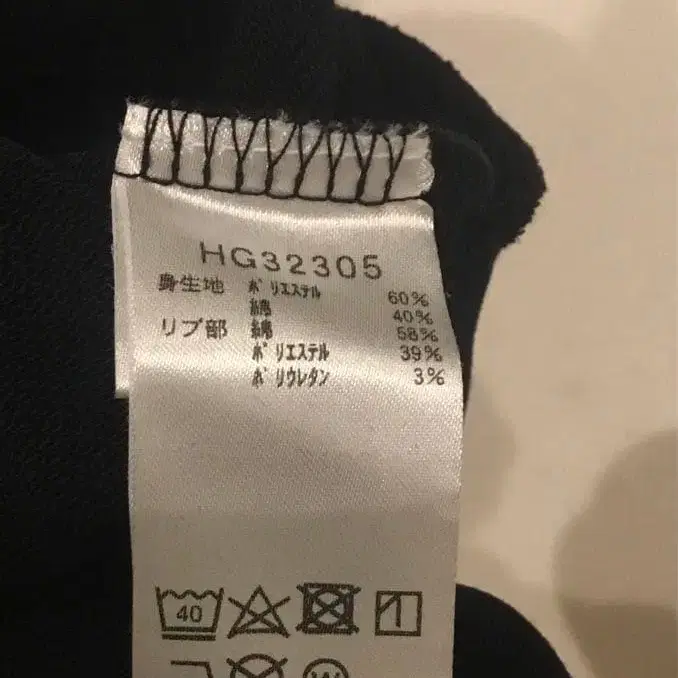 HG32305
身生地 ポリエステル 60%
綿 40%
リブ部 綿 58%
ポリエステル 39%
ポリウレタン 3%
40
W